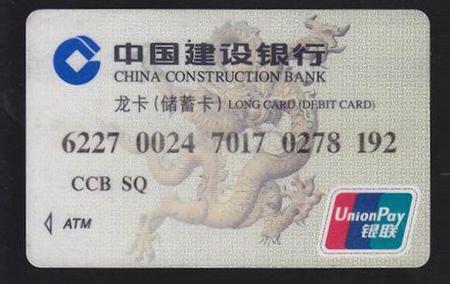 中国建设银行
CHINA CONSTRUCTION BANK
龙卡(储蓄卡) LONG CARD (DEBIT CARD)
6227 0024 7017 0278 192
CCB SQ
ATM
UnionPay
银联